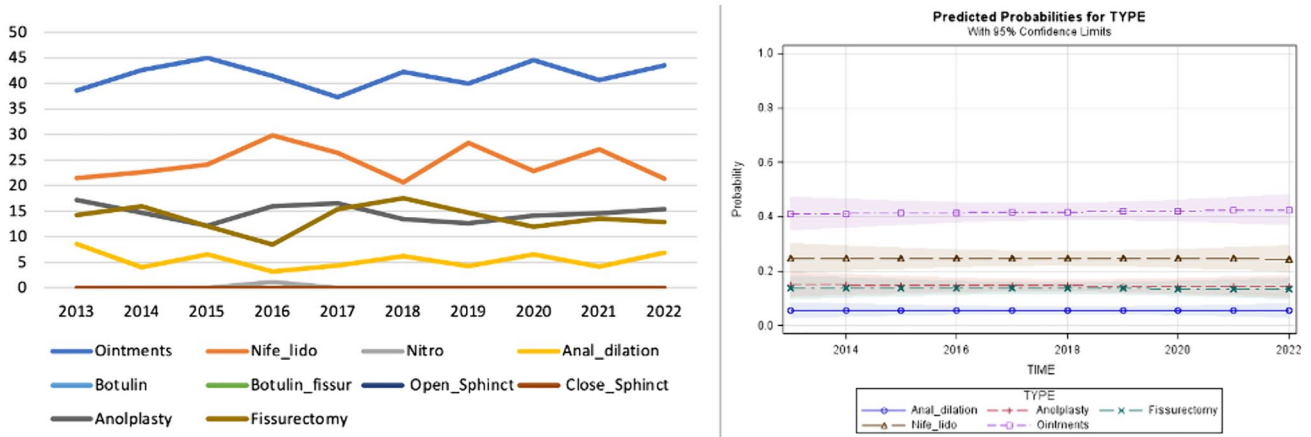 50
45
40
35
30
25
20
15
10
5
0
2013 2014 2015 2016 2017 2018 2019 2020 2021 2022
Ointments Nife_lido Nitro Anal_dilation
Botulin Botulin_fissur Open_Sphinct Close_Sphinct
Anolplasty Fissurectomy
Predicted Probabilities for TYPE
With 95% Confidence Limits
1.0
0.8
0.6
0.4
0.2
0.0
Probability
2014 2016 2018 2020 2022
TIME
TYPE
Anal_dilation Anolplasty Fissurectomy
Nife_lido Ointments